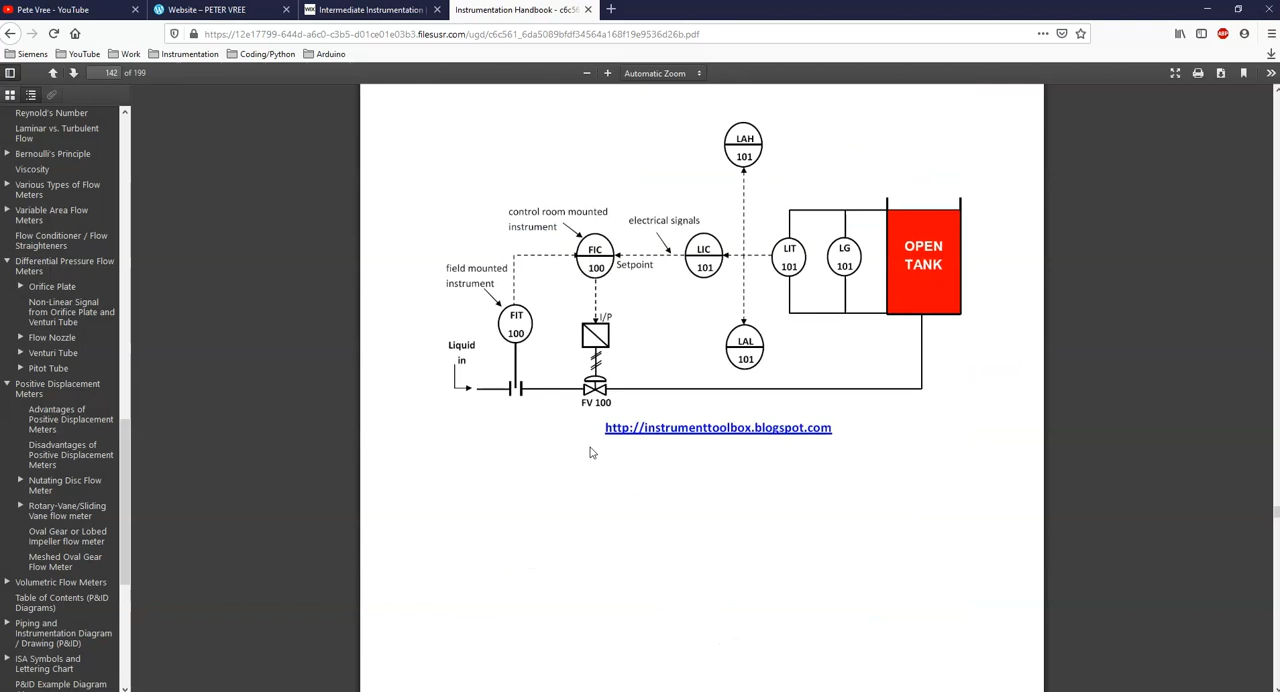 Pete Vree - YouTube
Website – PETER VREE
WiX Intermediate Instrumentation |
Instrumentation Handbook - c6c56
https://12e17799-644d-a6c0-c3b5-d01ce01e03b3.filesusr.com/ugd/c6c561_6da5089bfdf34564a168f19e9536d26b.pdf
Siemens YouTube Work Instrumentation Coding/Python Arduino
142 of 199
Automatic Zoom
Reynold's Number
Laminar vs. Turbulent
Flow
Bernoulli's Principle
Viscosity
Various Types of Flow
Meters
Variable Area Flow
Meters
Flow Conditioner / Flow
Straighteners
Differential Pressure Flow
Meters
Orifice Plate
Non-Linear Signal
from Orifice Plate and
Venturi Tube
Flow Nozzle
Venturi Tube
Pitot Tube
Positive Displacement
Meters
Advantages of
Positive Displacement
Meters
Disadvantages of
Positive Displacement
Meters
Nutating Disc Flow
Meter
Rotary-Vane/Sliding
Vane flow meter
Oval Gear or Lobed
Impeller flow meter
Meshed Oval Gear
Flow Meter
Volumetric Flow Meters
Table of Contents (P&ID
Diagrams)
Piping and
Instrumentation Diagram
/ Drawing (P&ID)
ISA Symbols and
Lettering Chart
P&ID Example Diagram
LAH
101
control room mounted
instrument
electrical signals
FIC
100
Setpoint
LIC
101
LIT
101
LG
101
OPEN
TANK
field mounted
instrument
FIT
100
I/P
LAL
101
Liquid
in
FV 100
http://instrumenttoolbox.blogspot.com